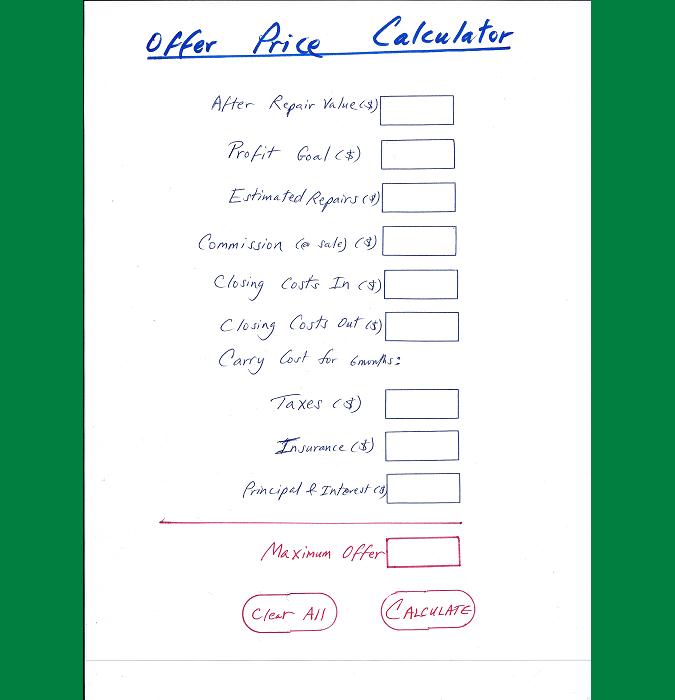 Offer Price Calculator
After Repair Value ($)
Profit Goal ($)
Estimated Repairs ($)
Commission (@ sale) ($)
Closing Costs In ($)
Closing Costs Out ($)
Carry Cost for 6 months:
Taxes ($)
Insurance ($)
Principal & Interest ($)
Maximum Offer
Clear All
CALCULATE